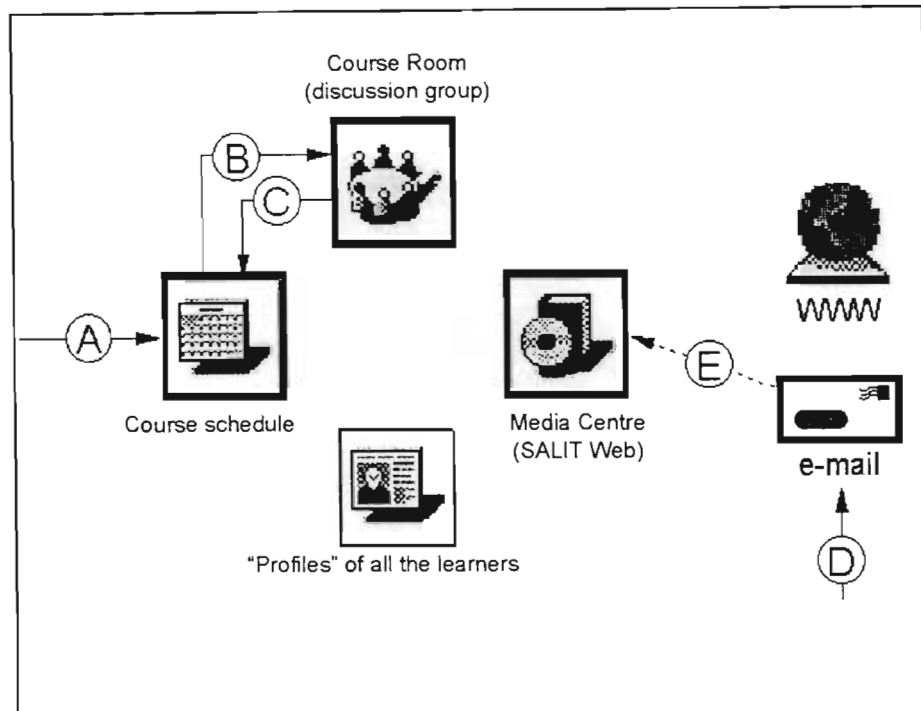 Course Room
(discussion group)
B
C
A
Course schedule
Media Centre
(SALIT Web)
E
WWW
e-mail
D
"Profiles" of all the learners